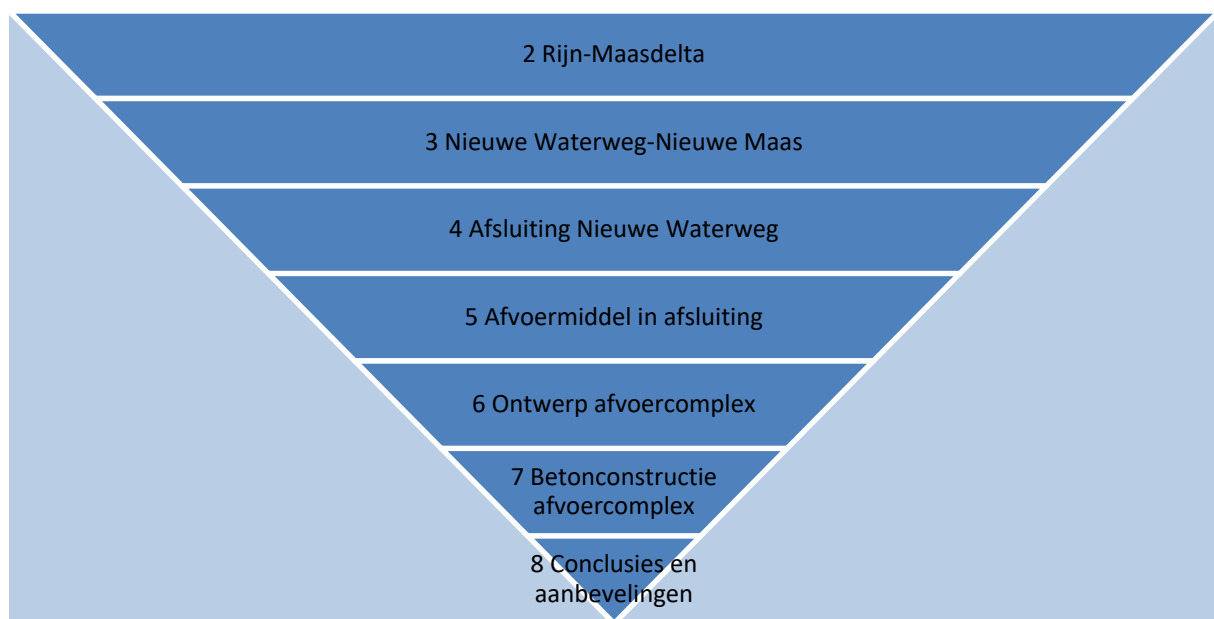 2 Rijn-Maasdelta
3 Nieuwe Waterweg-Nieuwe Maas
4 Afsluiting Nieuwe Waterweg
5 Afvoermiddel in afsluiting
6 Ontwerp afvoercomplex
7 Betonconstructie
afvoercomplex
8 Conclusies en
aanbevelingen